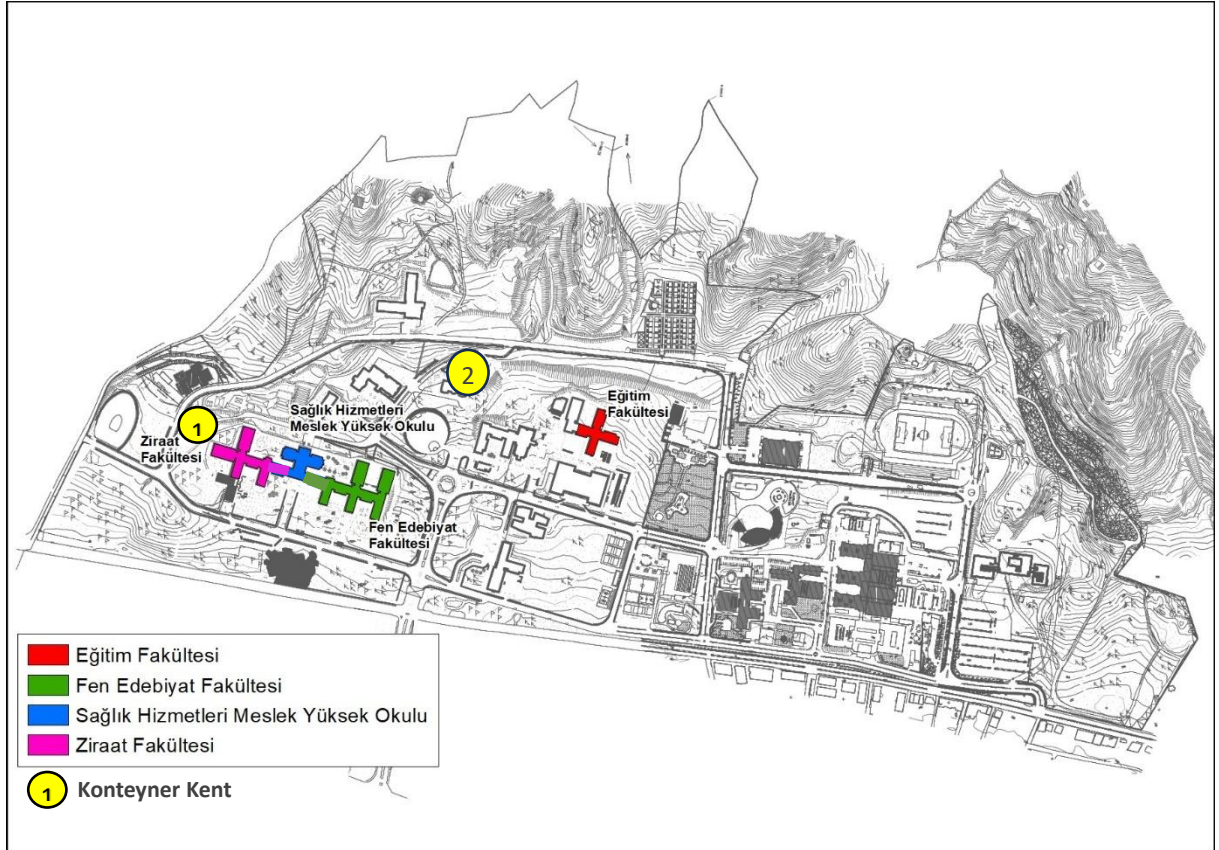 2
Eğitim
Fakültesi
Sağlık Hizmetleri
Meslek Yüksek Okulu
1
Ziraat
Fakültesi
Fen Edebiyat
Fakültesi
Eğitim Fakültesi
Fen Edebiyat Fakültesi
Sağlık Hizmetleri Meslek Yüksek Okulu
Ziraat Fakültesi
1 Konteyner Kent